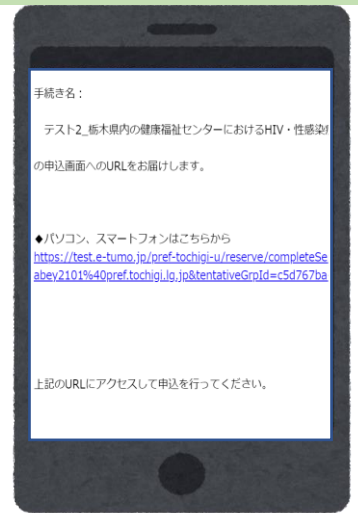 手続き名：
テスト2_栃木県内の健康福祉センターにおけるHIV・性感染
の申込画面へのURLをお届けします。
◆パソコン、スマートフォンはこちらから
https://test.e-tumo.jp/pref-tochigi-u/reserve/completeSe
abey2101%40pref.tochigi.lg.jp&tentativeGrpId=c5d767ba
上記のURLにアクセスして申込を行ってください。